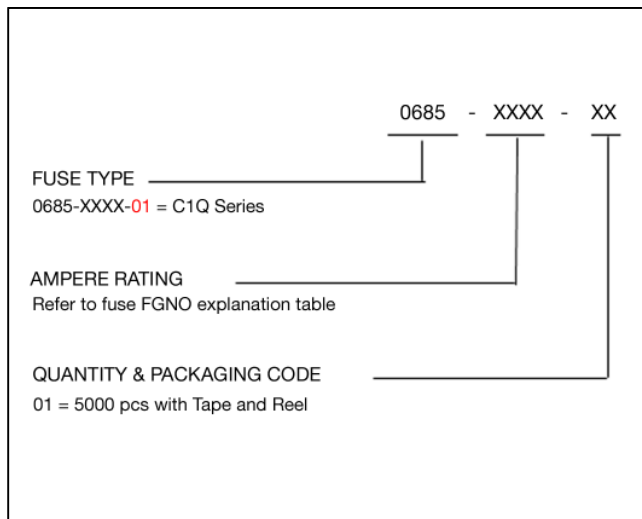 0685 - XXXX - XX
FUSE TYPE
0685-XXXX-01 = C1Q Series
AMPERE RATING
Refer to fuse FGNO explanation table
QUANTITY & PACKAGING CODE
01 = 5000 pcs with Tape and Reel